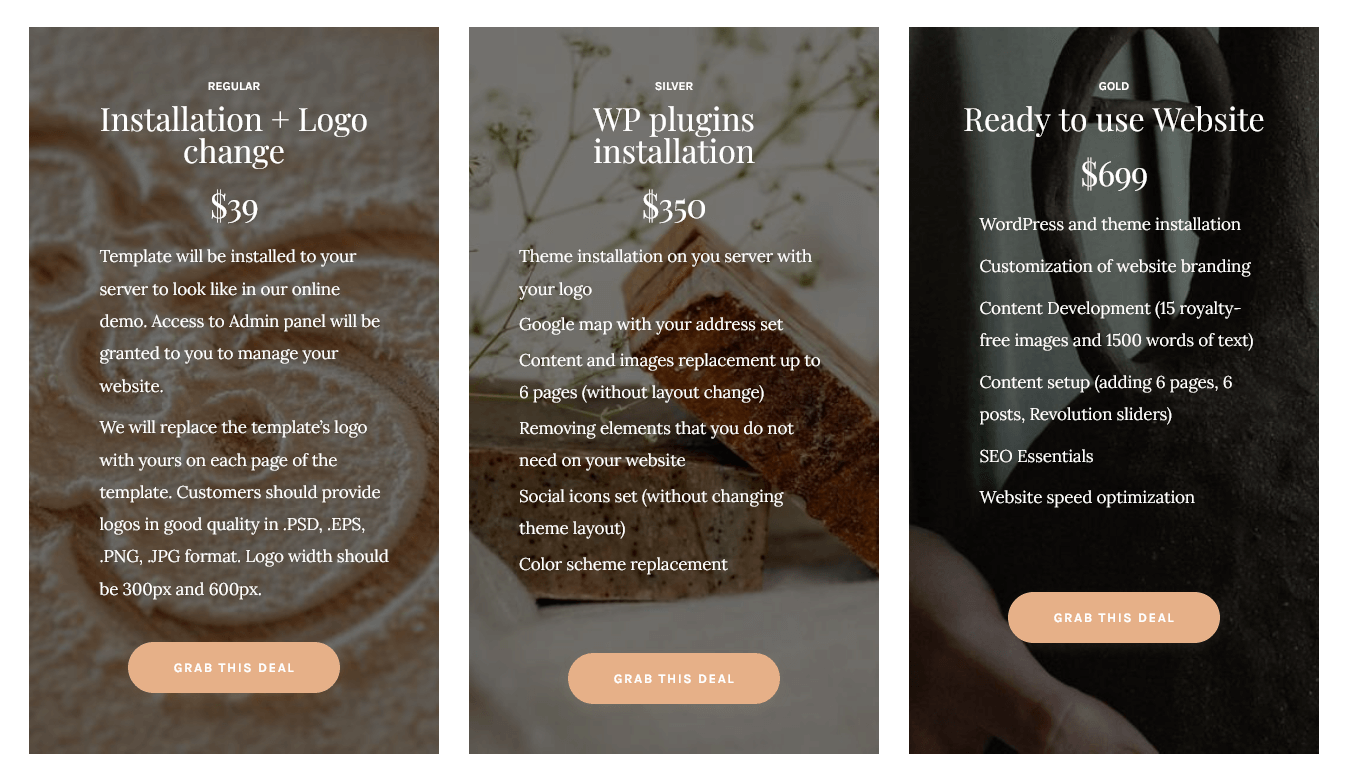 REGULAR
Installation + Logo
change
$39
Template will be installed to your
server to look like in our online
demo. Access to Admin panel will be
granted to you to manage your
website.
We will replace the template's logo
with yours on each page of the
template. Customers should provide
logos in good quality in .PSD, .EPS,
.PNG, .JPG format. Logo width should
be 300px and 600px.
GRAB THIS DEAL
SILVER
WP plugins
installation
$350
Theme installation on you server with
your logo
Google map with your address set
Content and images replacement up to
6 pages (without layout change)
Removing elements that you do not
need on your website
Social icons set (without changing
theme layout)
Color scheme replacement
GRAB THIS DEAL
GOLD
Ready to use Website
$699
WordPress and theme installation
Customization of website branding
Content Development (15 royalty-
free images and 1500 words of text)
Content setup (adding 6 pages, 6
posts, Revolution sliders)
SEO Essentials
Website speed optimization
GRAB THIS DEAL